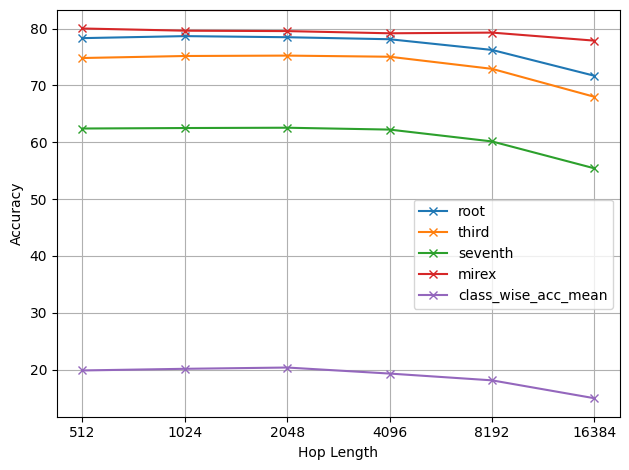 80
70
60
50
40
30
20
Accuracy
root
third
seventh
mirex
class_wise_acc_mean
512 1024 2048 4096 8192 16384
Hop Length